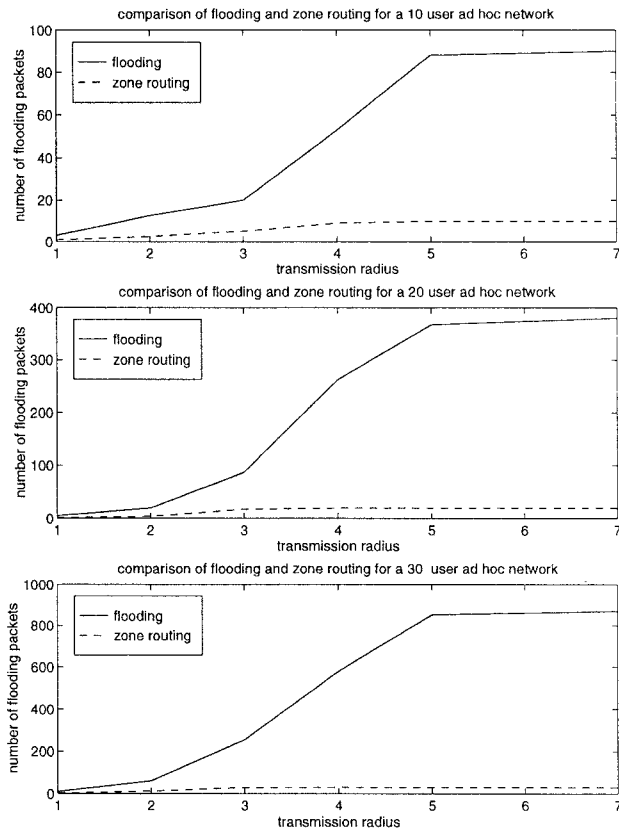 comparison of flooding and zone routing for a 10 user ad hoc network
number of flooding packets
100
80
60
40
20
0
flooding
zone routing
1 2 3 4 5 6 7
transmission radius
comparison of flooding and zone routing for a 20 user ad hoc network
number of flooding packets
400
300
200
100
0
flooding
zone routing
1 2 3 4 5 6 7
transmission radius
comparison of flooding and zone routing for a 30 user ad hoc network
number of flooding packets
1000
800
600
400
200
0
flooding
zone routing
1 2 3 4 5 6 7
transmission radius